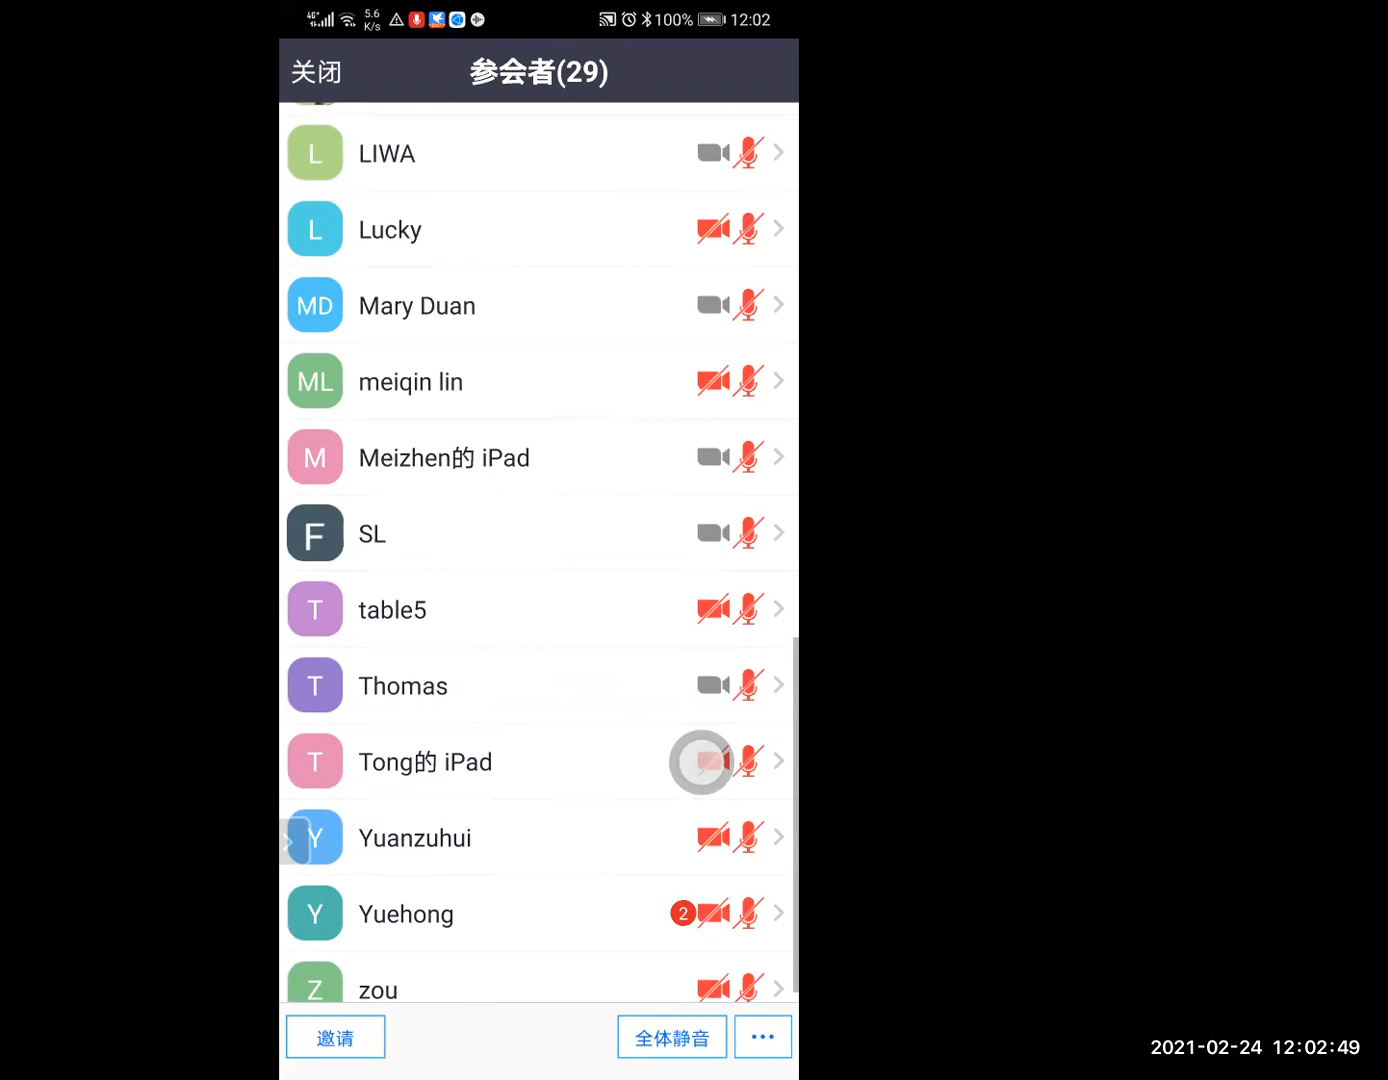 4G 5.6 K/s 100% 12:02
关闭 参会者(29)
L LIWA
L Lucky
MD Mary Duan
ML meiqin lin
M Meizhen的 iPad
F SL
T table5
T Thomas
T Tong的 iPad
Y Yuanzuhui
Y Yuehong 2
Z zou
邀请 全体静音 ...
2021-02-24 12:02:49